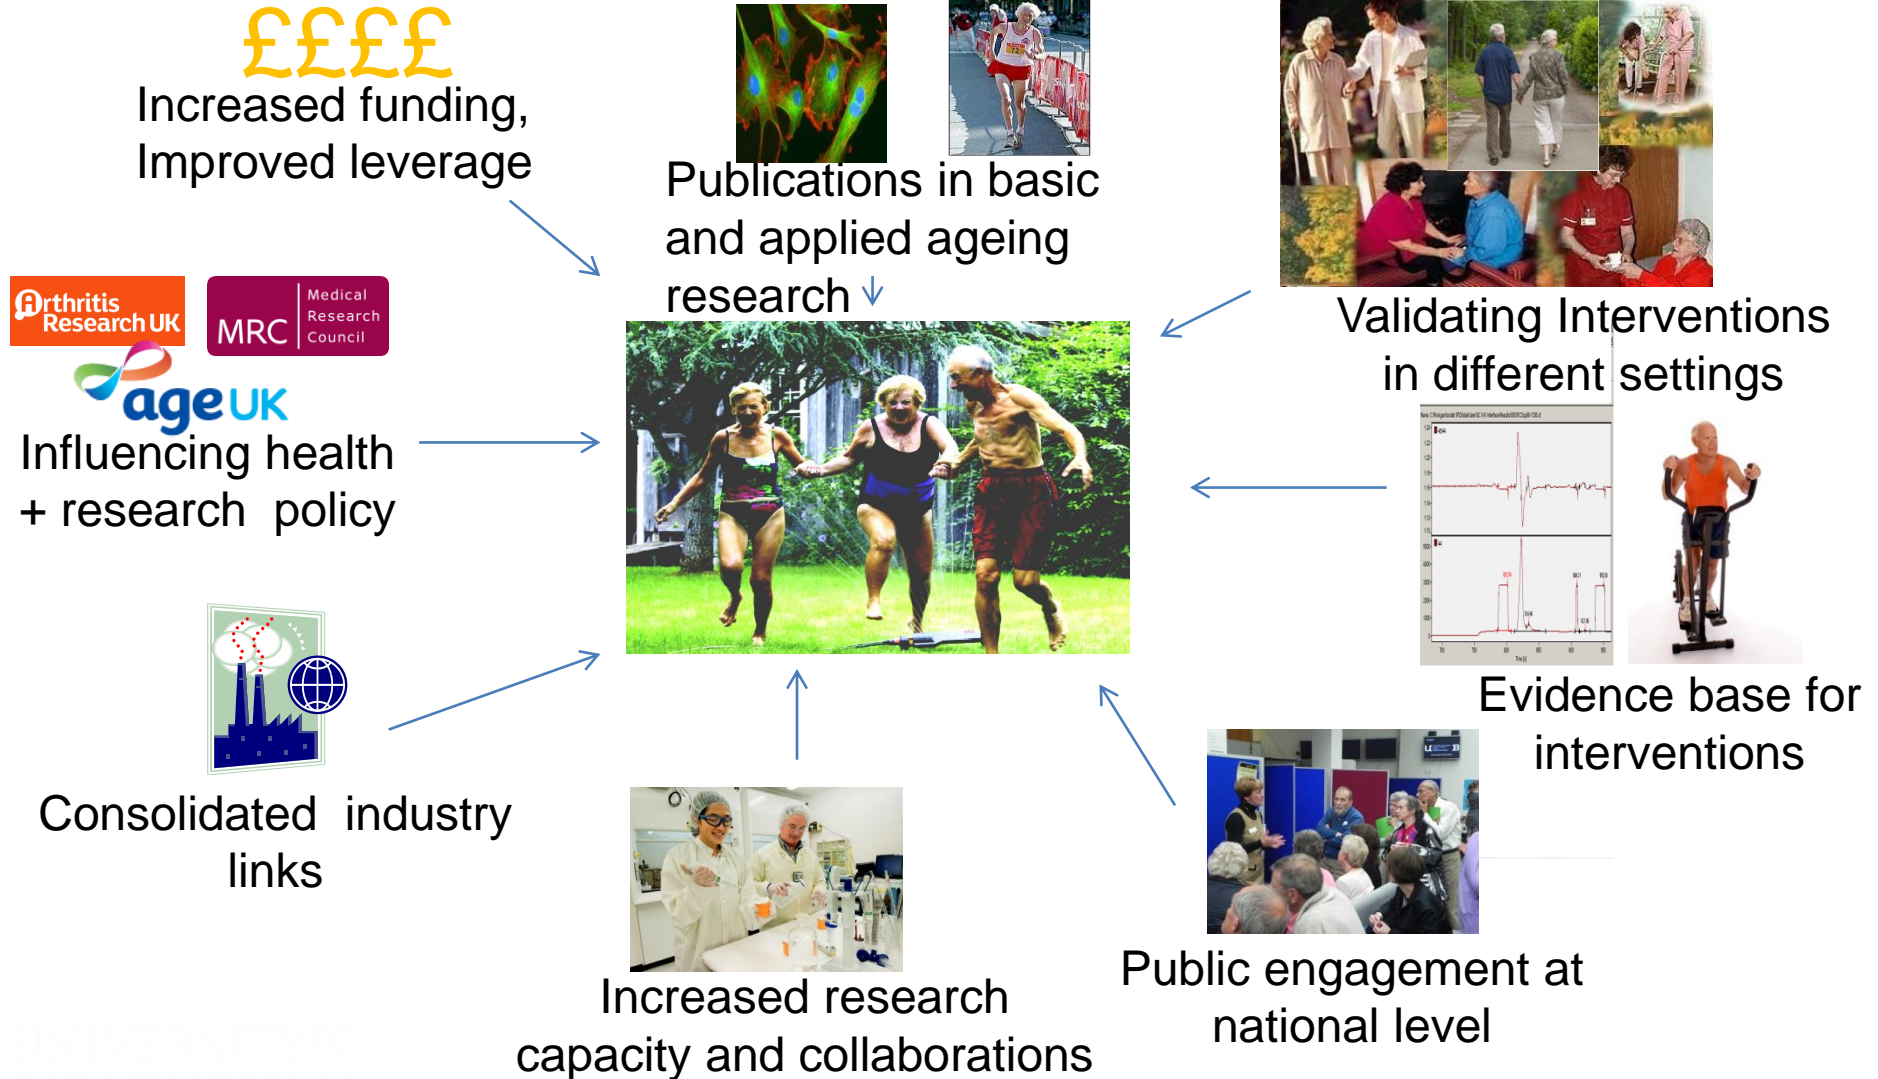 ££££
Increased funding,
Improved leverage
Publications in basic
and applied ageing
research
Validating Interventions
in different settings
Arthritis
Research UK
MRC
Medical
Research
Council
age UK
Influencing health
+ research policy
Evidence base for
interventions
Consolidated industry
links
Public engagement at
national level
Increased research
capacity and collaborations
UNIVERSITY OF